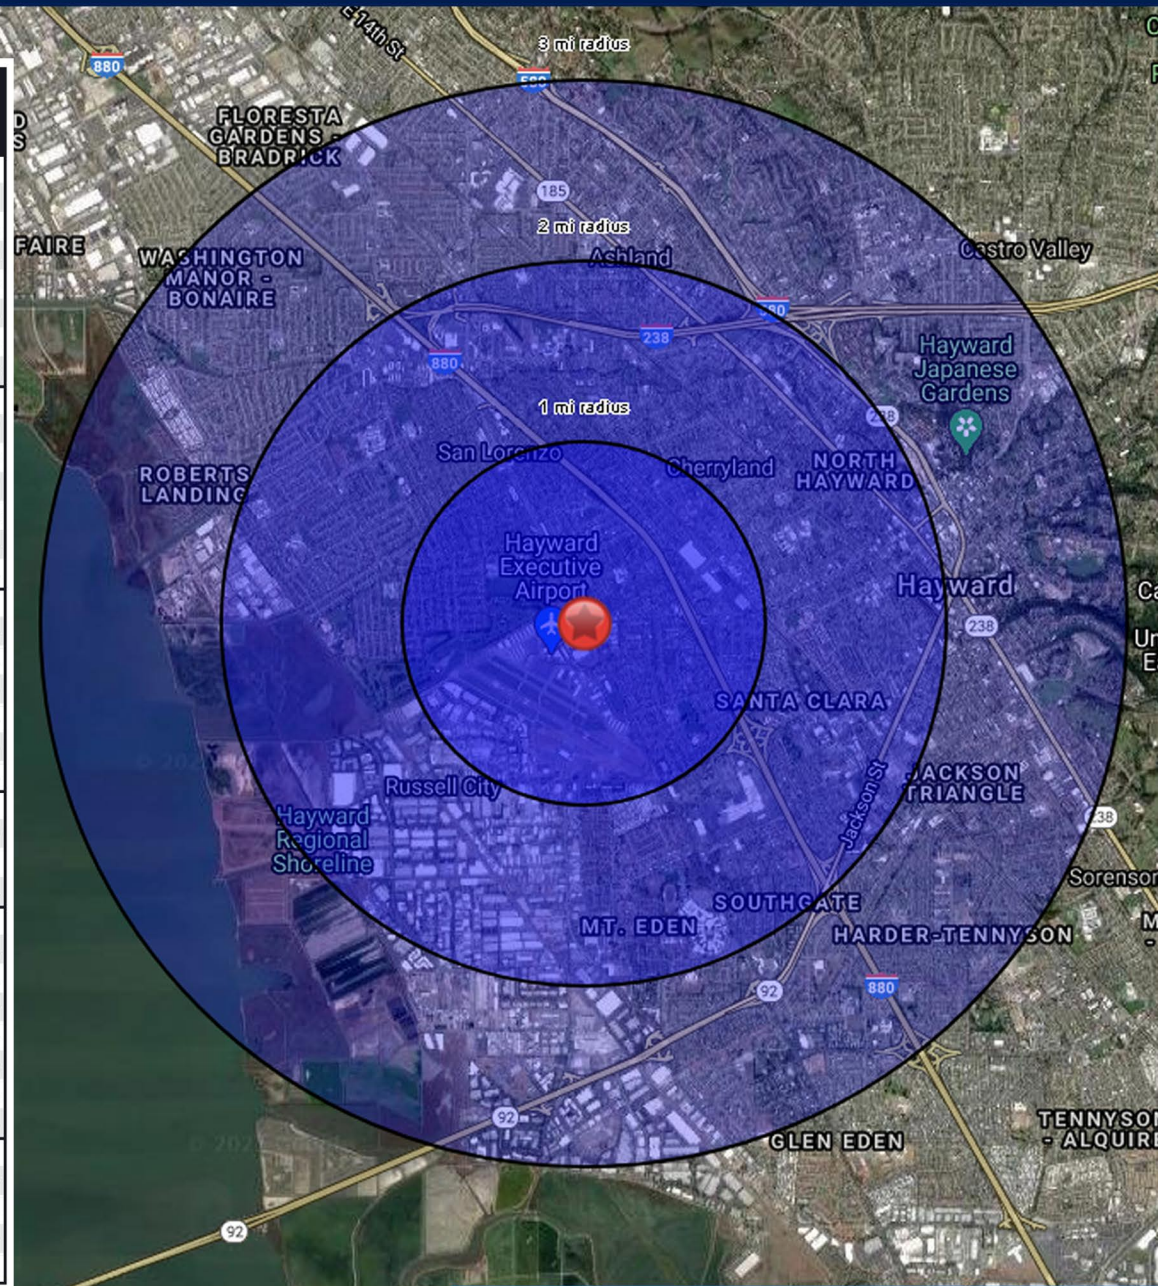 3 mi radius
E 14th St
880
580
FLORESTA
GARDENS -
BRADRICK
185
2 mi radius
FAIRE
WASHINGTON
MANOR -
BONAIRE
Ashland
Castro Valley
580
238
880
Hayward
Japanese
Gardens
1 mi radius
238
San Lorenzo
Cherryland
NORTH
HAYWARD
ROBERTS
LANDING
Hayward
Executive
Airport
Hayward
238
SANTA CLARA
Russell City
JACKSON
TRIANGLE
Jackson St
Hayward
Regional
Shoreline
238
Sorenson
SOUTHGATE
MT. EDEN
HARDER-TENNYSON
92
880
92
GLEN EDEN
TENNYSON
- ALQUIRE
92